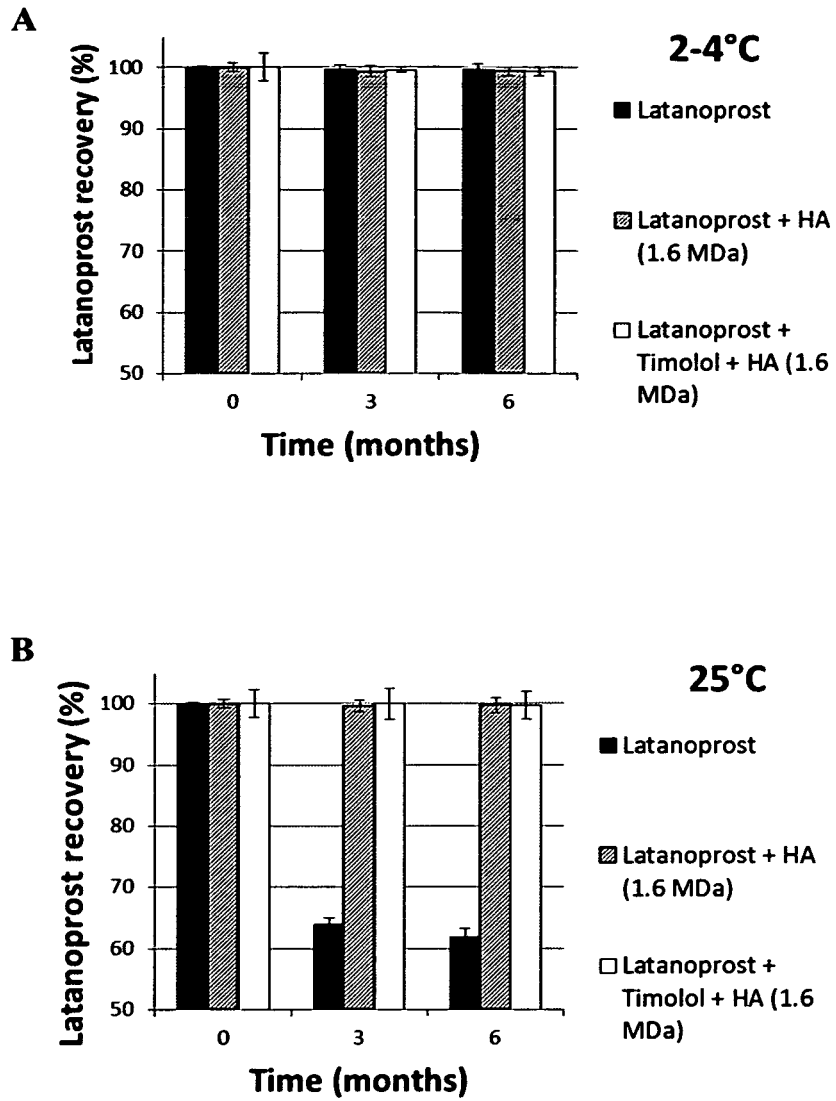 A
2-4°C
Latanoprost recovery (%)
100
90
80
70
60
50
0
3
6
Time (months)
Latanoprost
Latanoprost + HA
(1.6 MDa)
Latanoprost +
Timolol + HA (1.6
MDa)
B
25°C
Latanoprost recovery (%)
100
90
80
70
60
50
0
3
6
Time (months)
Latanoprost
Latanoprost + HA
(1.6 MDa)
Latanoprost +
Timolol + HA (1.6
MDa)